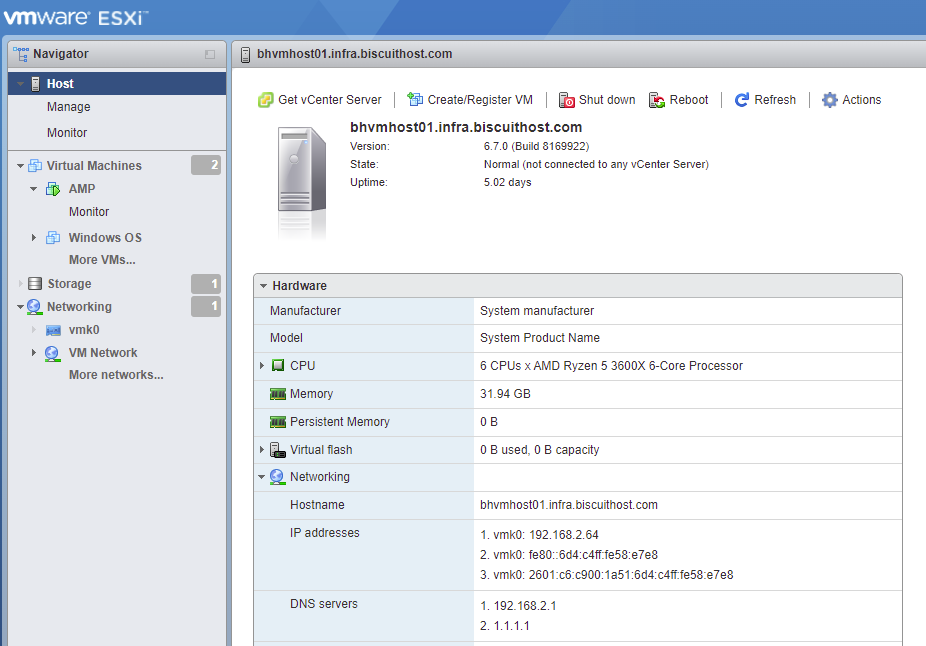 vmware ESXi™
Navigator
Host
Manage
Monitor
Virtual Machines 2
AMP
Monitor
Windows OS
More VMs...
Storage 1
Networking 1
vmk0
VM Network
More networks...
bhvmhost01.infra.biscuithost.com
Get vCenter Server Create/Register VM Shut down Reboot Refresh Actions
bhvmhost01.infra.biscuithost.com
Version: 6.7.0 (Build 8169922)
State: Normal (not connected to any vCenter Server)
Uptime: 5.02 days
Hardware
Manufacturer System manufacturer
Model System Product Name
CPU 6 CPUs x AMD Ryzen 5 3600X 6-Core Processor
Memory 31.94 GB
Persistent Memory 0 B
Virtual flash 0 B used, 0 B capacity
Networking
Hostname bhvmhost01.infra.biscuithost.com
IP addresses 1. vmk0: 192.168.2.64
2. vmk0: fe80::6d4:c4ff:fe58:e7e8
3. vmk0: 2601:c6:c900:1a51:6d4:c4ff:fe58:e7e8
DNS servers 1. 192.168.2.1
2. 1.1.1.1